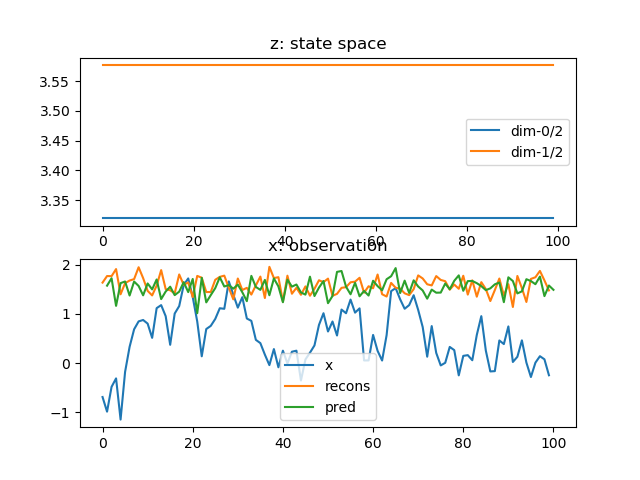 z: state space
3.55
3.50
3.45
3.40
3.35
dim-0/2
dim-1/2
0 20 40 60 80 100
x: observation
2
1
0
−1
x
recons
pred
0 20 40 60 80 100